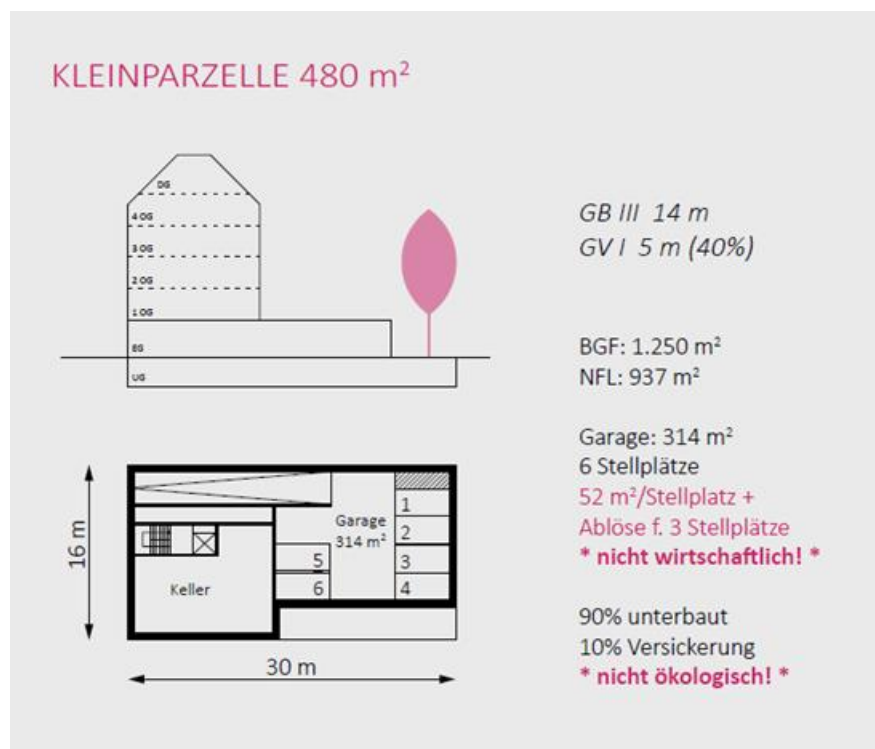 KLEINPARZELLE 480 m²
DG
4 OG
3 OG
2 OG
1 OG
EG
UG
GB III 14 m
GV I 5 m (40%)
BGF: 1.250 m²
NFL: 937 m²
Garage: 314 m²
6 Stellplätze
52 m²/Stellplatz +
Ablöse f. 3 Stellplätze
* nicht wirtschaftlich! *
90% unterbaut
10% Versickerung
* nicht ökologisch! *
16 m
Garage
314 m²
1
2
3
4
5
6
Keller
30 m